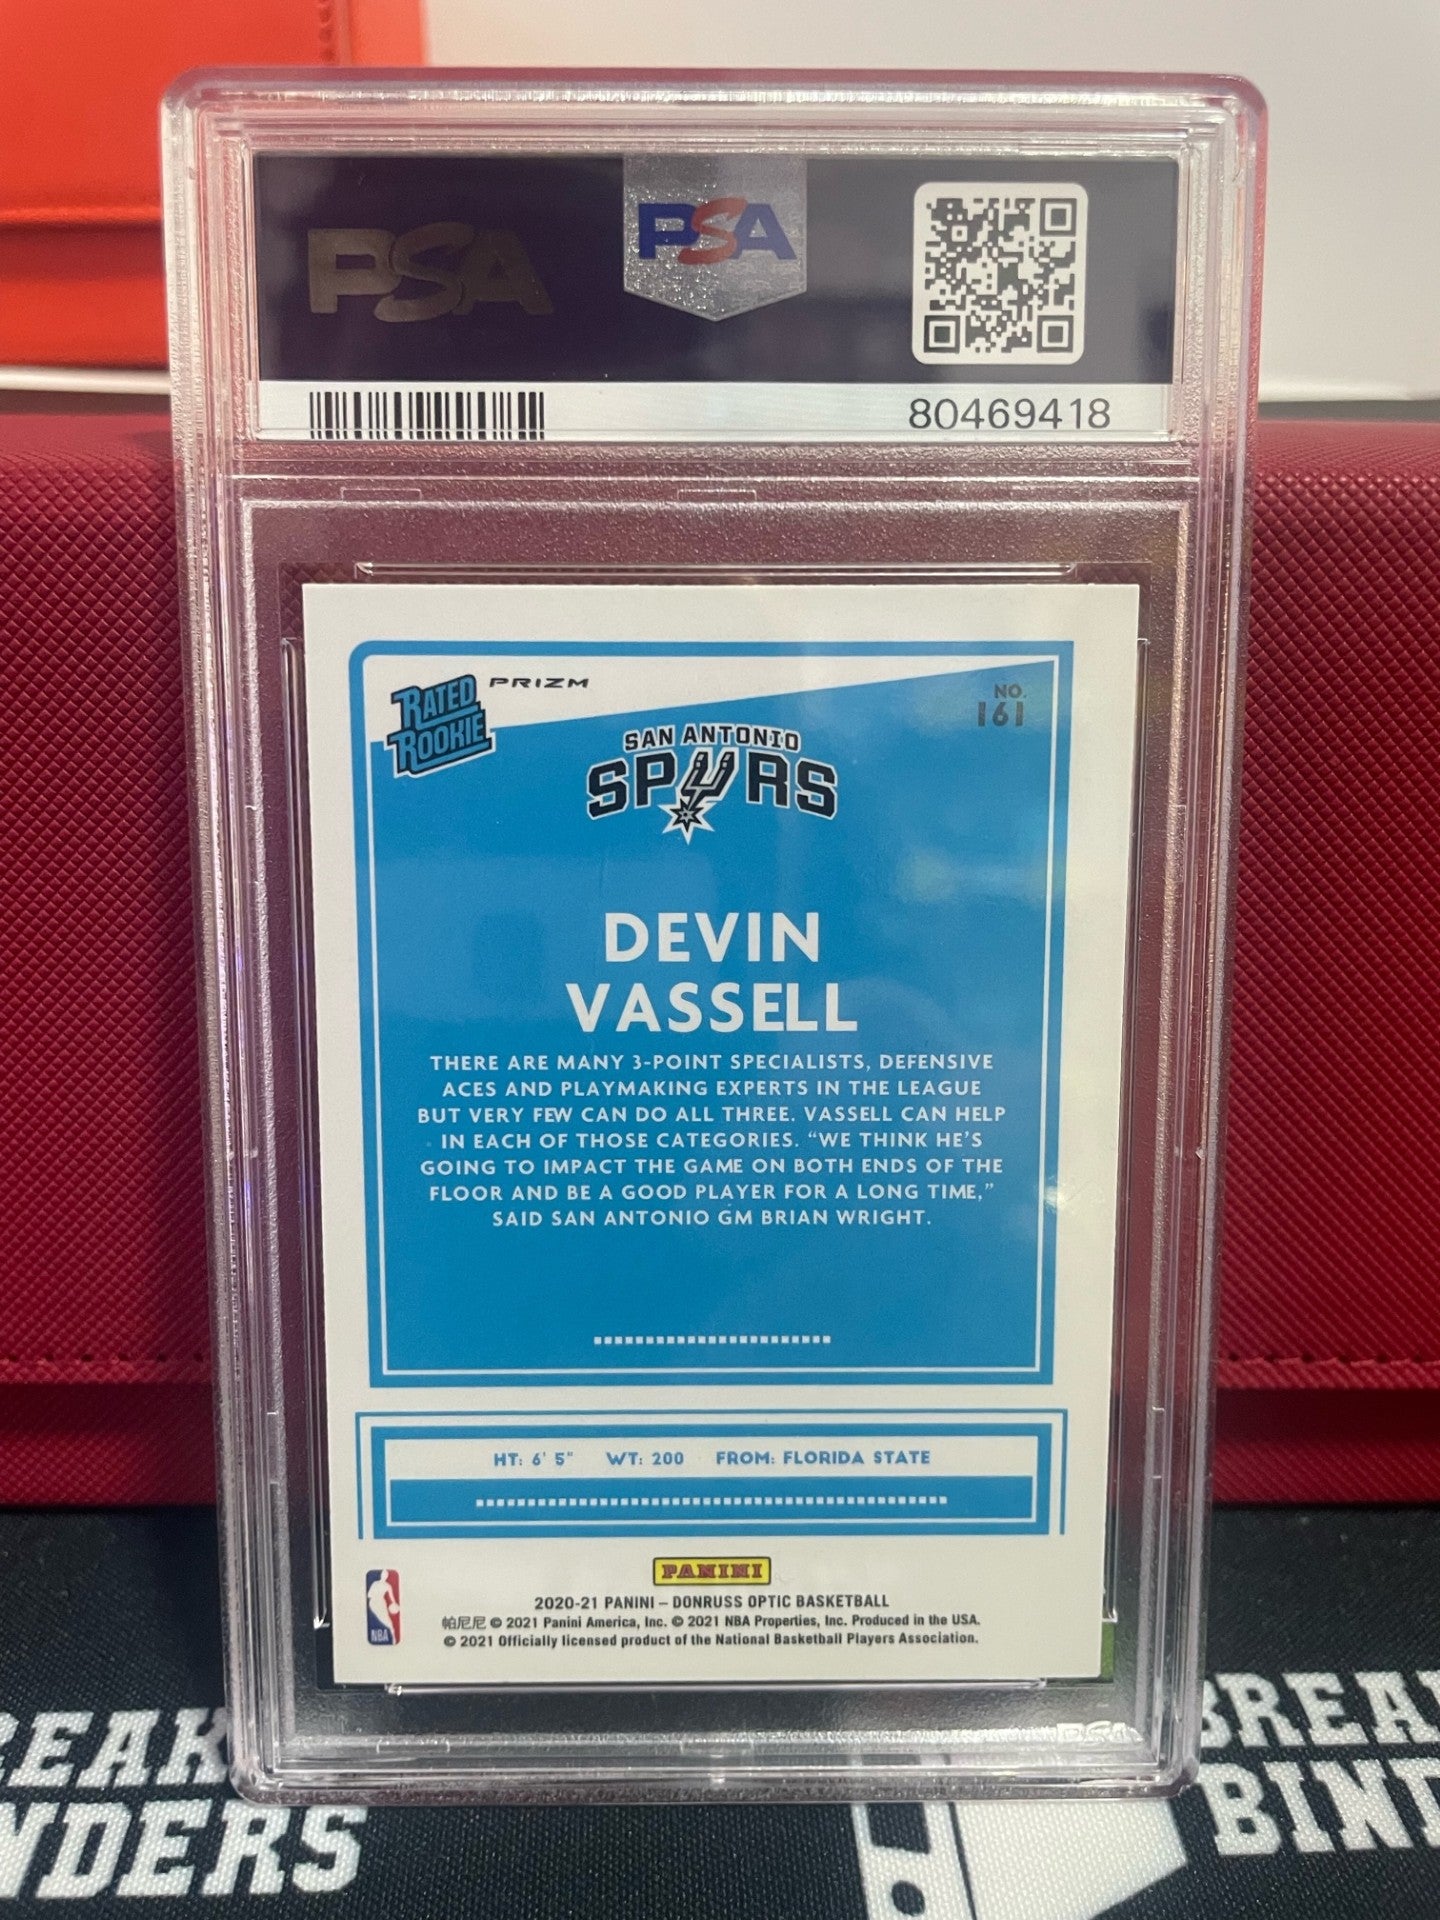 PSA
PSA
80469418
RATED
ROOKIE
PRIZM
NO.
161
SAN ANTONIO
SPURS
DEVIN
VASSELL
THERE ARE MANY 3-POINT SPECIALISTS, DEFENSIVE
ACES AND PLAYMAKING EXPERTS IN THE LEAGUE
BUT VERY FEW CAN DO ALL THREE. VASSELL CAN HELP
IN EACH OF THOSE CATEGORIES. “WE THINK HE’S
GOING TO IMPACT THE GAME ON BOTH ENDS OF THE
FLOOR AND BE A GOOD PLAYER FOR A LONG TIME,”
SAID SAN ANTONIO GM BRIAN WRIGHT.
HT: 6' 5" WT: 200 FROM: FLORIDA STATE
PANINI
2020-21 PANINI – DONRUSS OPTIC BASKETBALL
帕尼尼 © 2021 Panini America, Inc. © 2021 NBA Properties, Inc. Produced in the USA.
© 2021 Officially licensed product of the National Basketball Players Association.
NBA
PSA
REAK
NDERS
BREA
BIND